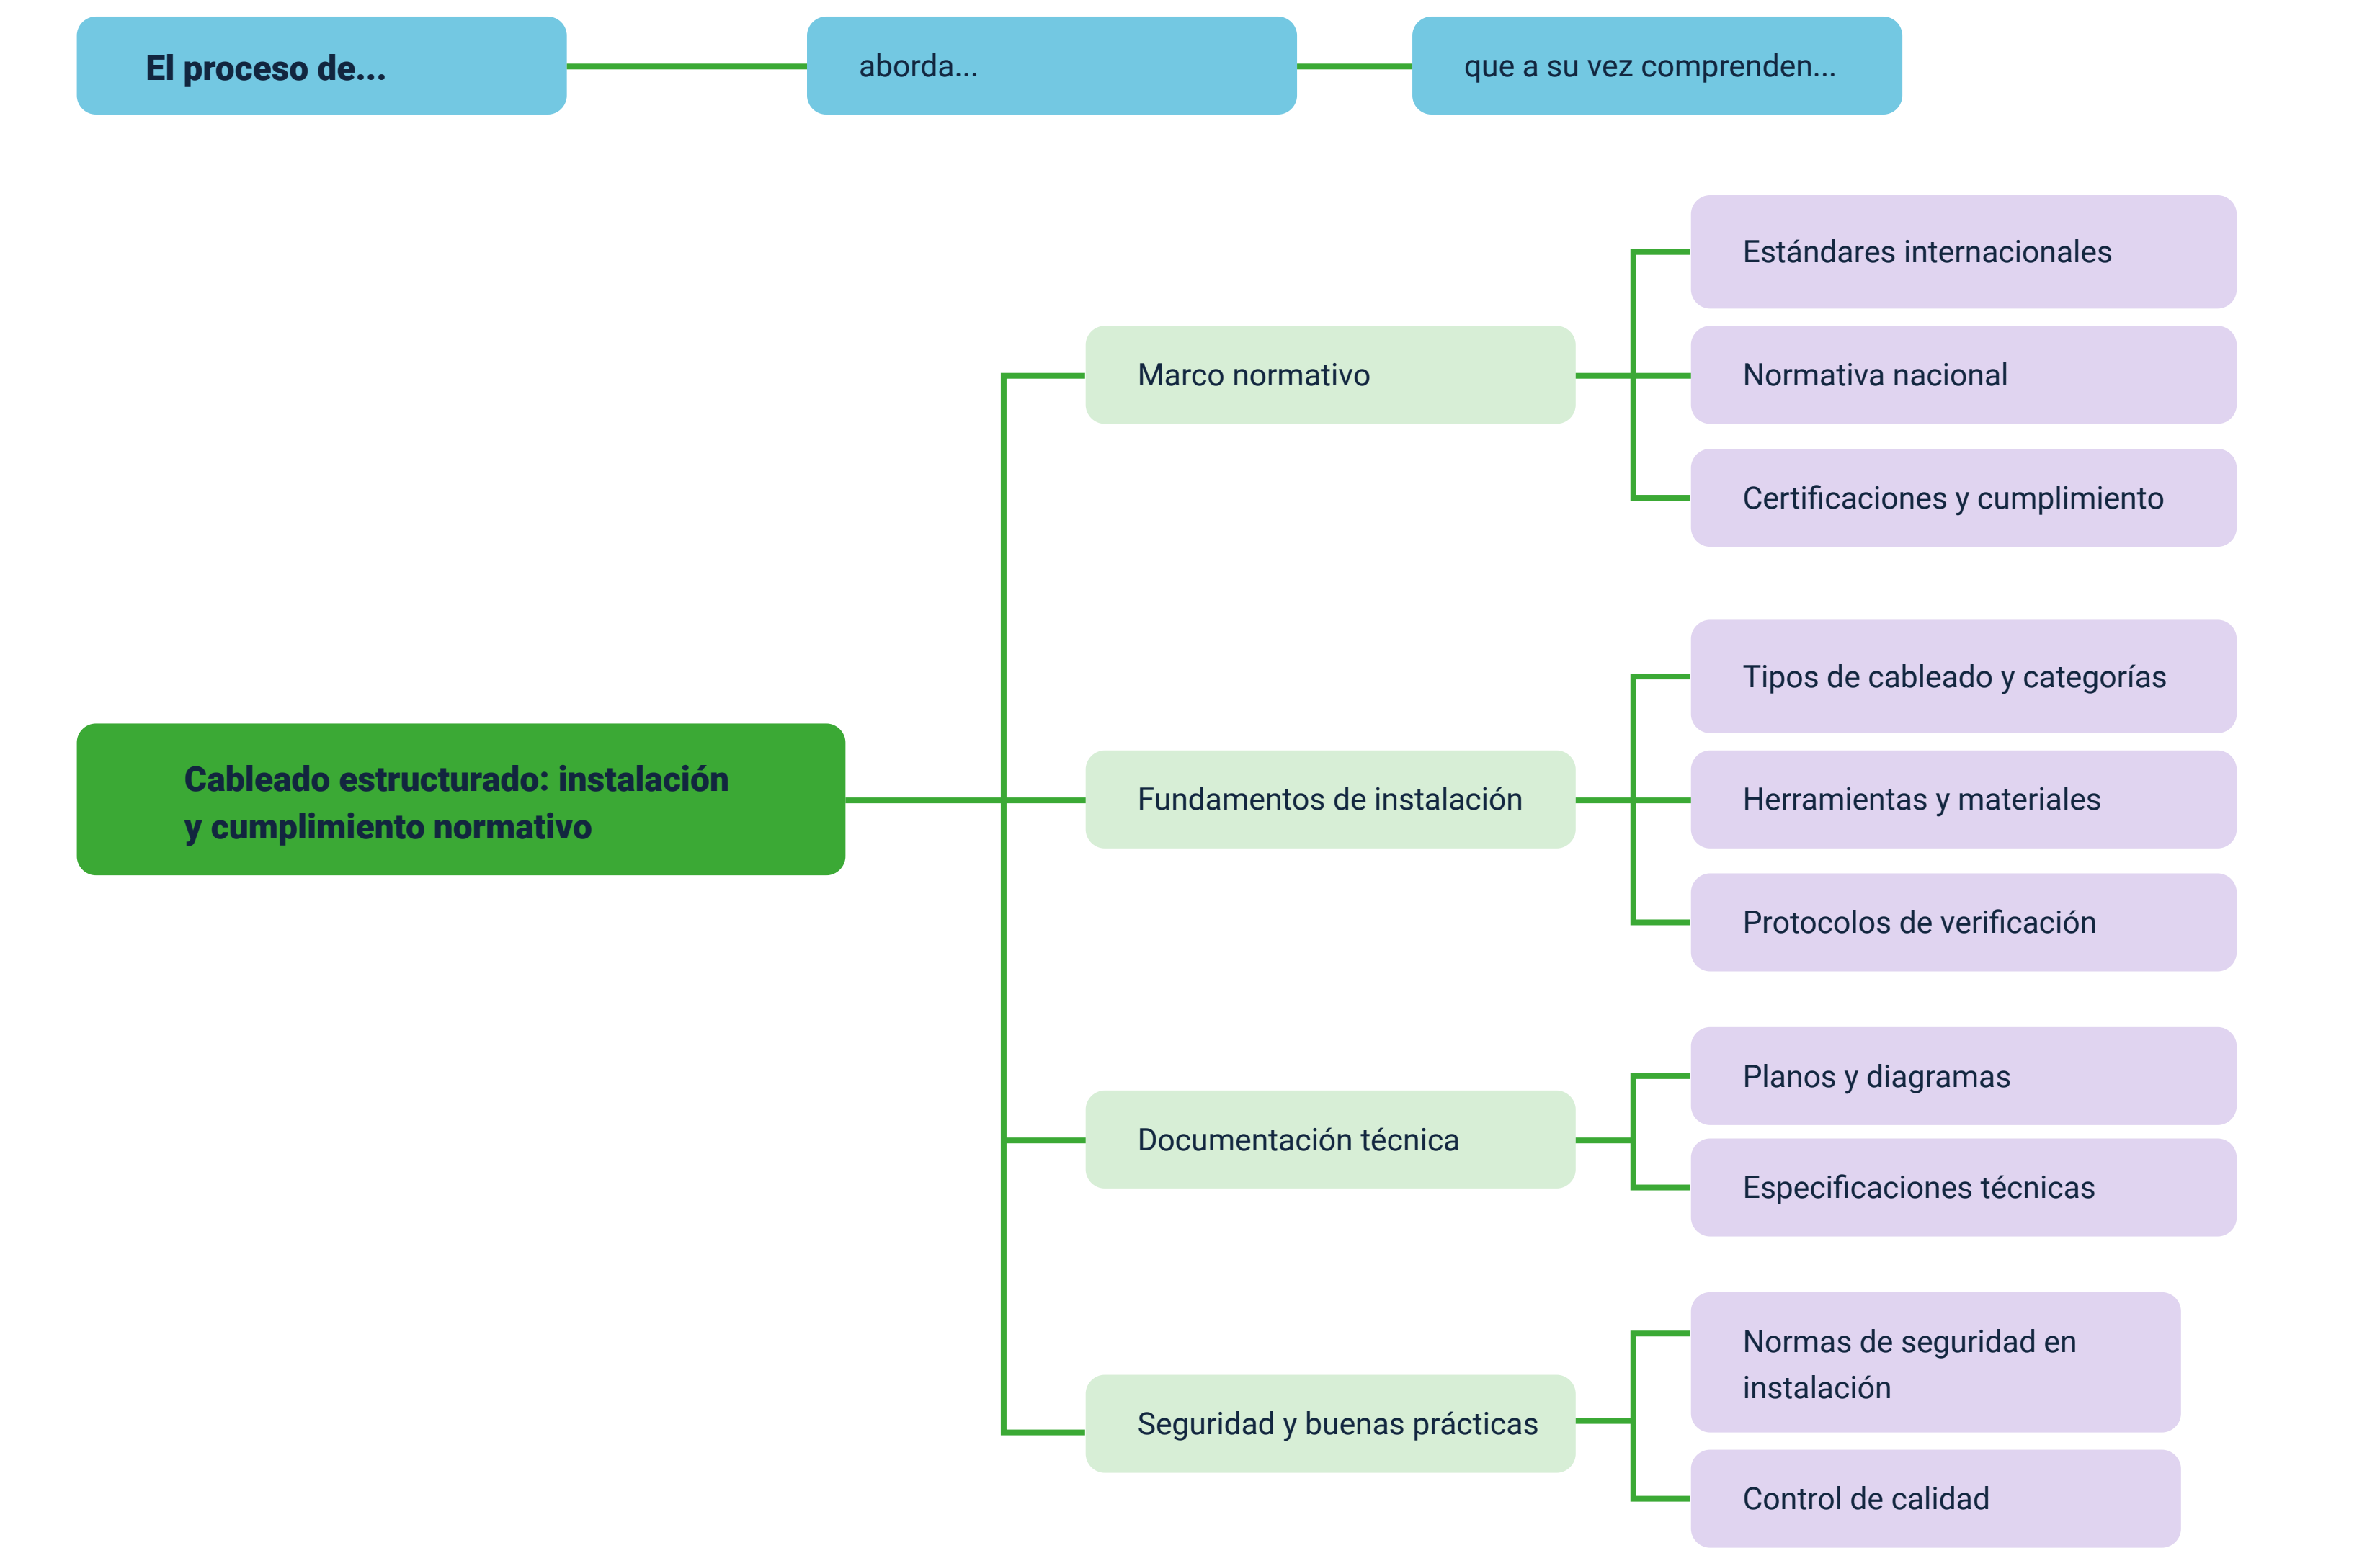 El proceso de...
aborda...
que a su vez comprenden...
Estándares internacionales
Marco normativo
Normativa nacional
Certificaciones y cumplimiento
Tipos de cableado y categorías
Cableado estructurado: instalación
y cumplimiento normativo
Fundamentos de instalación
Herramientas y materiales
Protocolos de verificación
Planos y diagramas
Documentación técnica
Especificaciones técnicas
Normas de seguridad en
instalación
Seguridad y buenas prácticas
Control de calidad